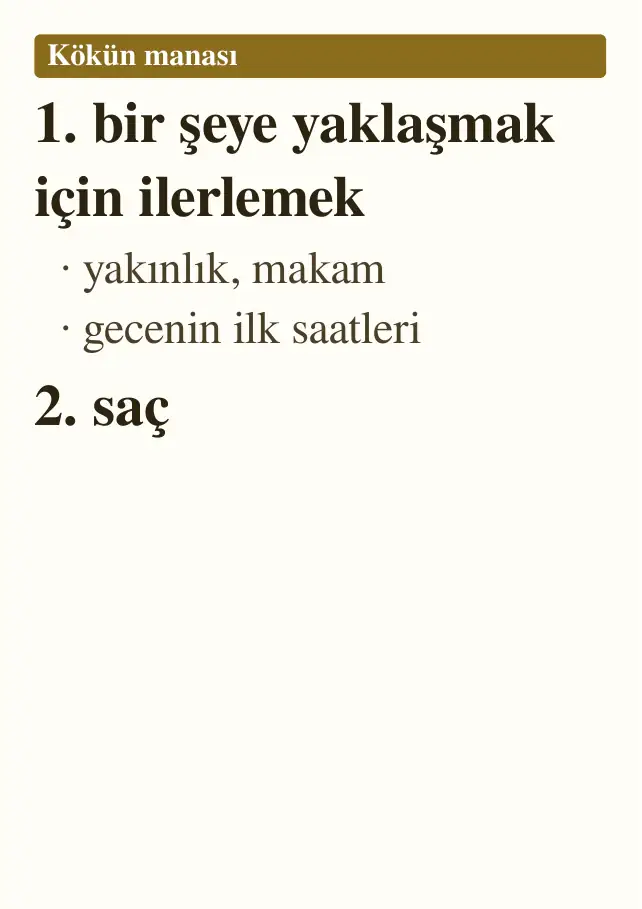 Kökün manası
1. bir şeye yaklaşmak
için ilerlemek
· yakınlık, makam
· gecenin ilk saatleri
2. saç